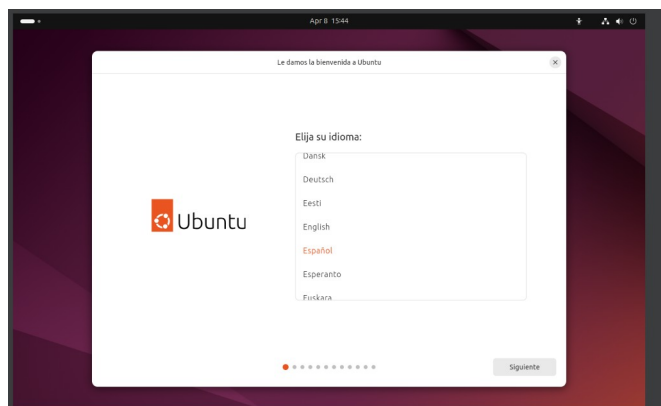 Apr 8 15:44
Le damos la bienvenida a Ubuntu
Elija su idioma:
Dansk
Deutsch
Eesti
English
Español
Esperanto
Euskara
Ubuntu
Siguiente